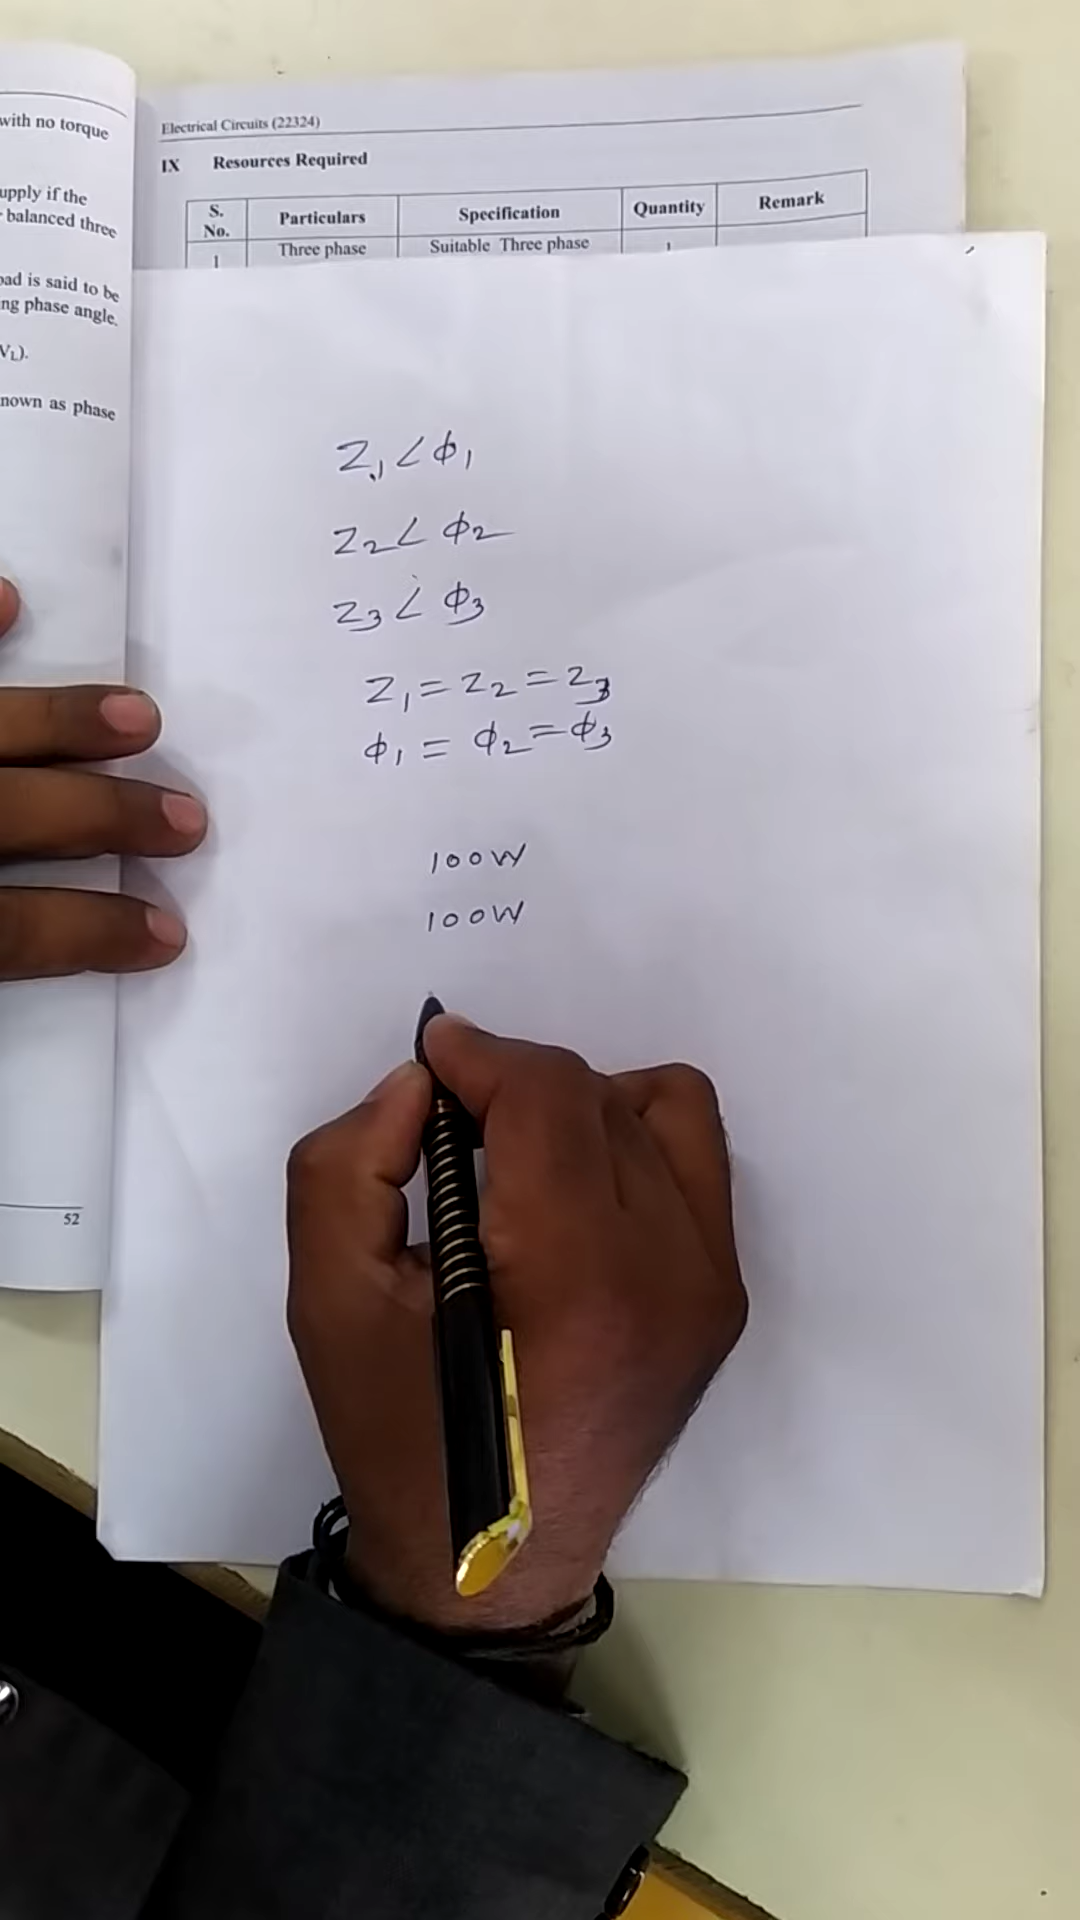 with no torque
upply if the
balanced three
oad is said to be
ng phase angle.
VL).
nown as phase
52
Electrical Circuits (22324)
IX Resources Required
S. No. Particulars Specification Quantity Remark
1 Three phase Suitable Three phase 1
Z1∠ϕ1
Z2∠ϕ2
Z3∠ϕ3
Z1=Z2=Z3
ϕ1=ϕ2=ϕ3
100W
100W